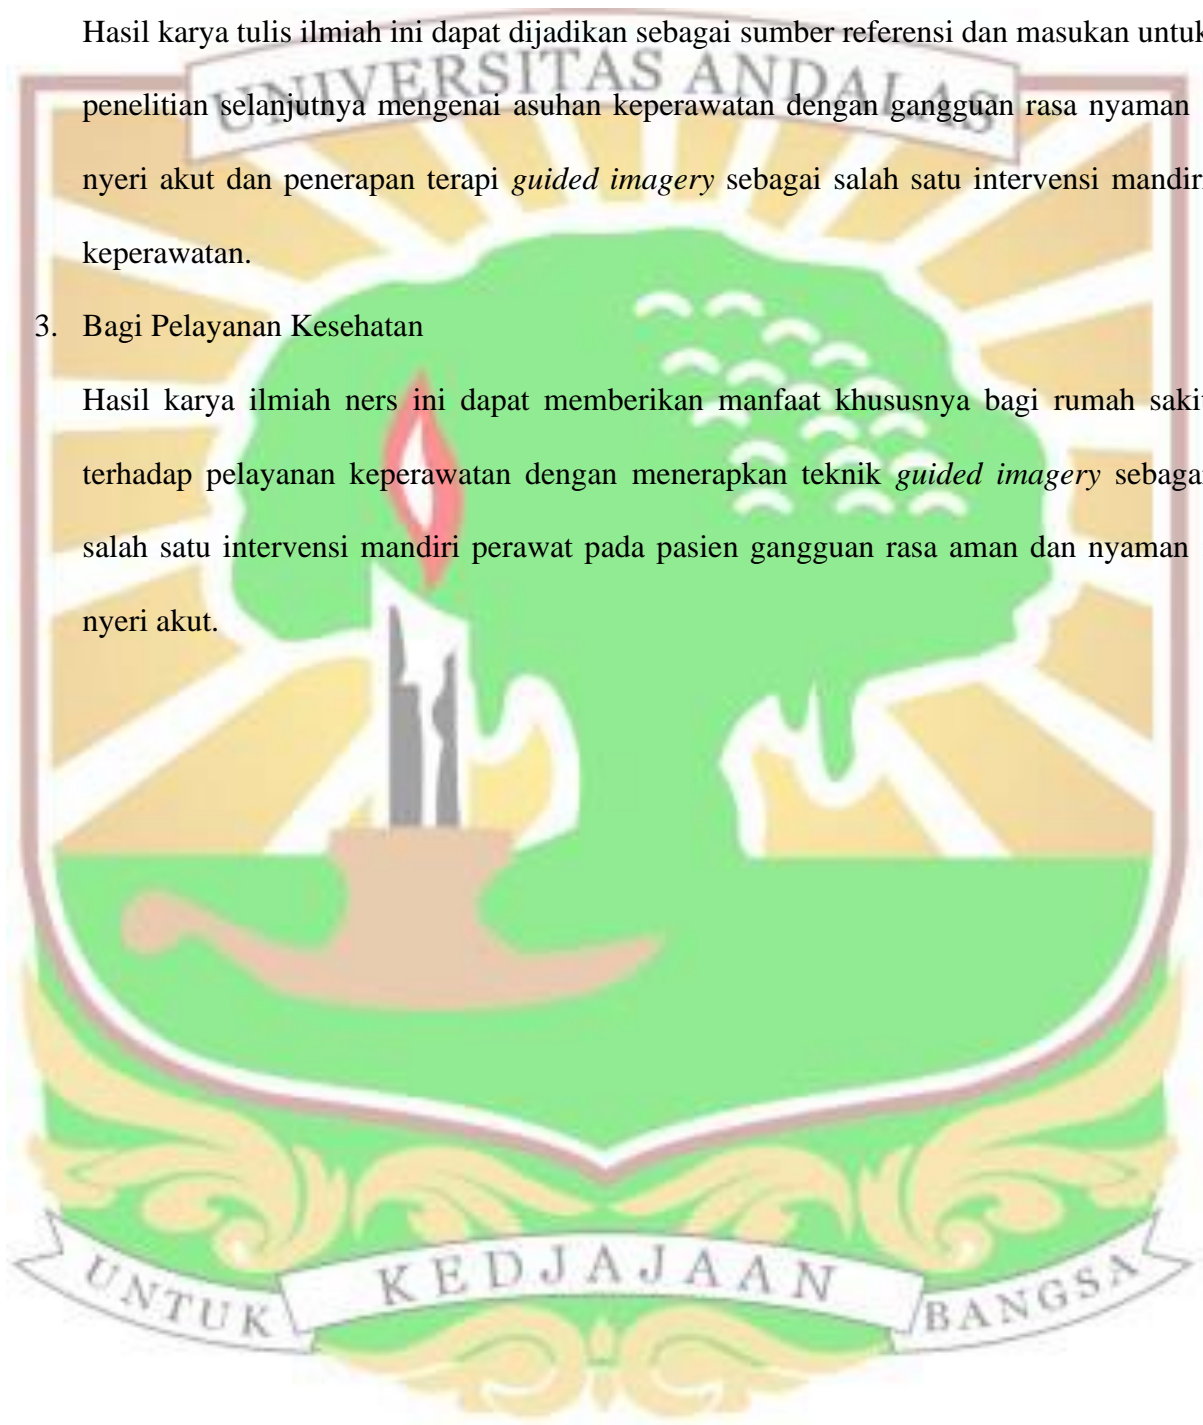 Hasil karya tulis ilmiah ini dapat dijadikan sebagai sumber referensi dan masukan untuk
UNIVERSITAS ANDALAS
penelitian selanjutnya mengenai asuhan keperawatan dengan gangguan rasa nyaman
nyeri akut dan penerapan terapi guided imagery sebagai salah satu intervensi mandiri
keperawatan.
3. Bagi Pelayanan Kesehatan
Hasil karya ilmiah ners ini dapat memberikan manfaat khususnya bagi rumah sakit
terhadap pelayanan keperawatan dengan menerapkan teknik guided imagery sebagai
salah satu intervensi mandiri perawat pada pasien gangguan rasa aman dan nyaman
nyeri akut.
UNTUK KEDJAJAAN BANGSA